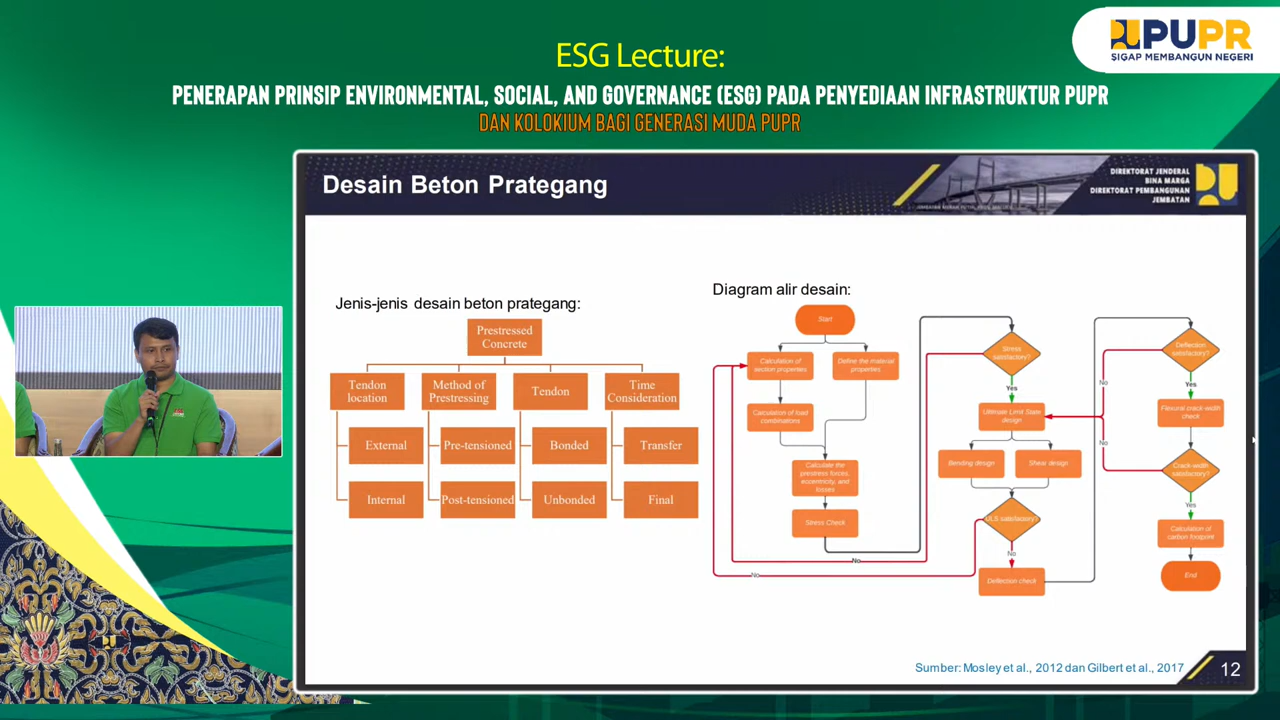 ESG Lecture:
PENERAPAN PRINSIP ENVIRONMENTAL, SOCIAL, AND GOVERNANCE (ESG) PADA PENYEDIAAN INFRASTRUKTUR PUPR
DAN KOLOKIUM BAGI GENERASI MUDA PUPR
PUPR
SIGAP MEMBANGUN NEGERI
Desain Beton Prategang
DIREKTORAT JENDERAL
BINA MARGA
DIREKTORAT PEMBANGUNAN
JEMBATAN
Jenis-jenis desain beton prategang:
Prestressed
Concrete
Tendon
location
Method of
Prestressing
Tendon
Time
Consideration
External
Pre-tensioned
Bonded
Transfer
Internal
Post-tensioned
Unbonded
Final
Diagram alir desain:
Start
Calculation of
section properties
Define the material
properties
Calculation of load
combinations
Calculate the
prestress forces,
eccentricity, and
losses
Stress Check
No
No
Stress
satisfactory?
Yes
Ultimate Limit State
design
Bending design
Shear design
ULS satisfactory?
No
Deflection check
Deflection
satisfactory?
No
Yes
Flexural crack-width
check
No
Crack-width
satisfactory?
Yes
Calculation of
carbon footprint
End
Sumber: Mosley et al., 2012 dan Gilbert et al., 2017
12